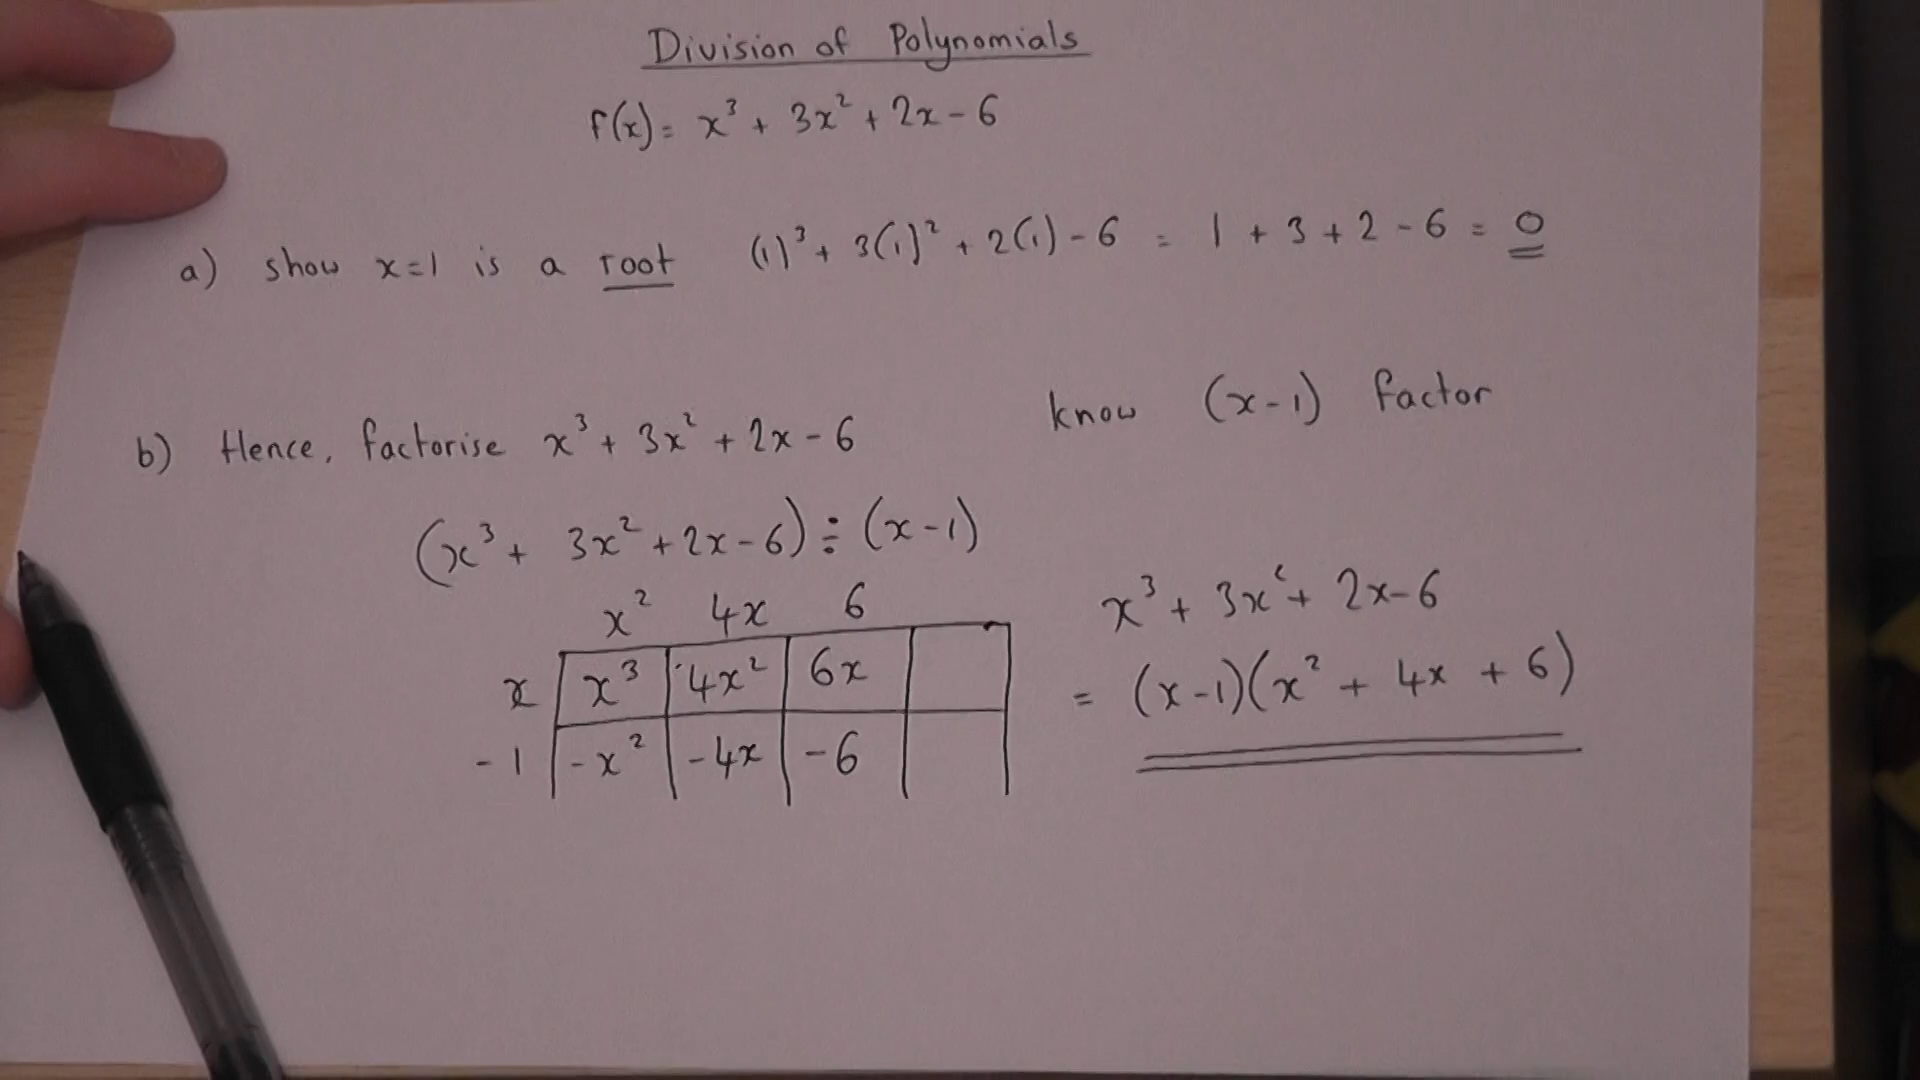 Division of Polynomials
f(x) = x³ + 3x² + 2x - 6
a) show x=1 is a root (1)³ + 3(1)² + 2(1) - 6 = 1 + 3 + 2 - 6 = 0
know (x-1) factor
b) Hence, factorise x³ + 3x² + 2x - 6
(x³ + 3x² + 2x - 6) ÷ (x - 1)
x² 4x 6
x x³ 4x² 6x
-1 -x² -4x -6
x³ + 3x² + 2x - 6
= (x-1)(x² + 4x + 6)